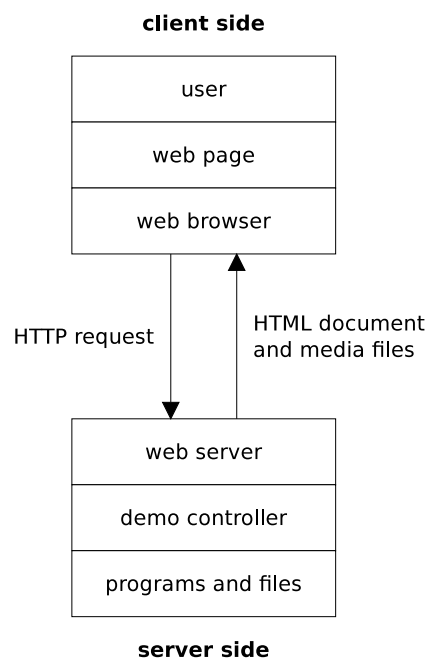 client side
user
web page
web browser
HTTP request
HTML document
and media files
web server
demo controller
programs and files
server side